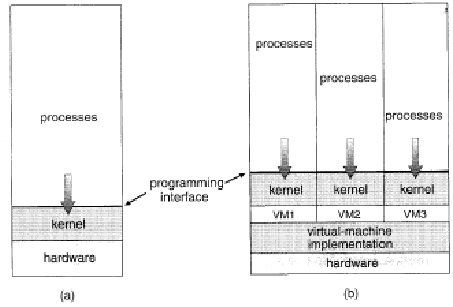 processes
kernel
hardware
(a)
programming
interface
processes
processes
processes
kernel
kernel
kernel
VM1
VM2
VM3
virtual-machine
implementation
hardware
(b)